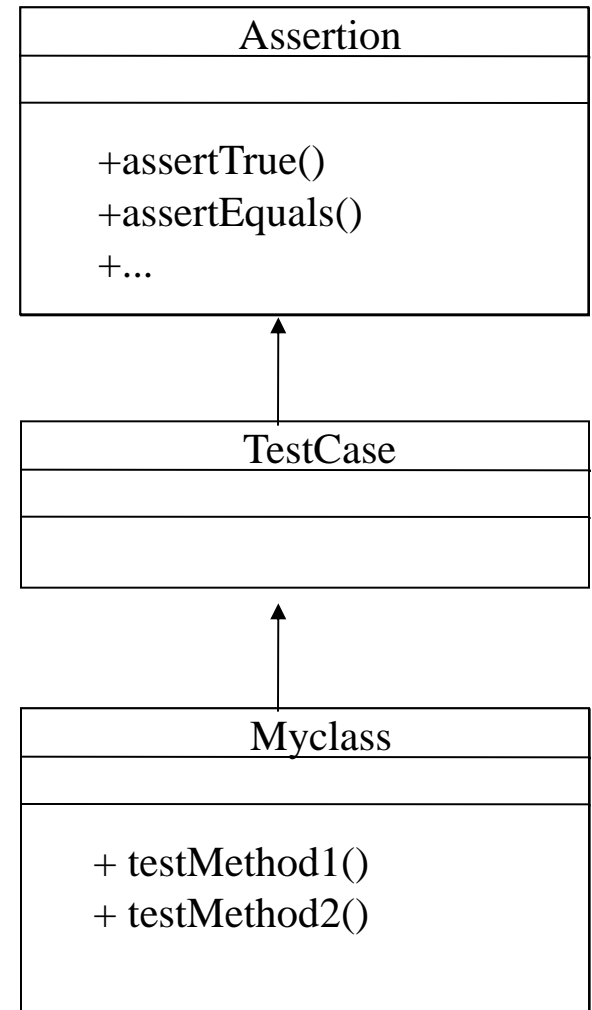 Assertion
+assertTrue()
+assertEquals()
+...
TestCase
Myclass
+ testMethod1()
+ testMethod2()